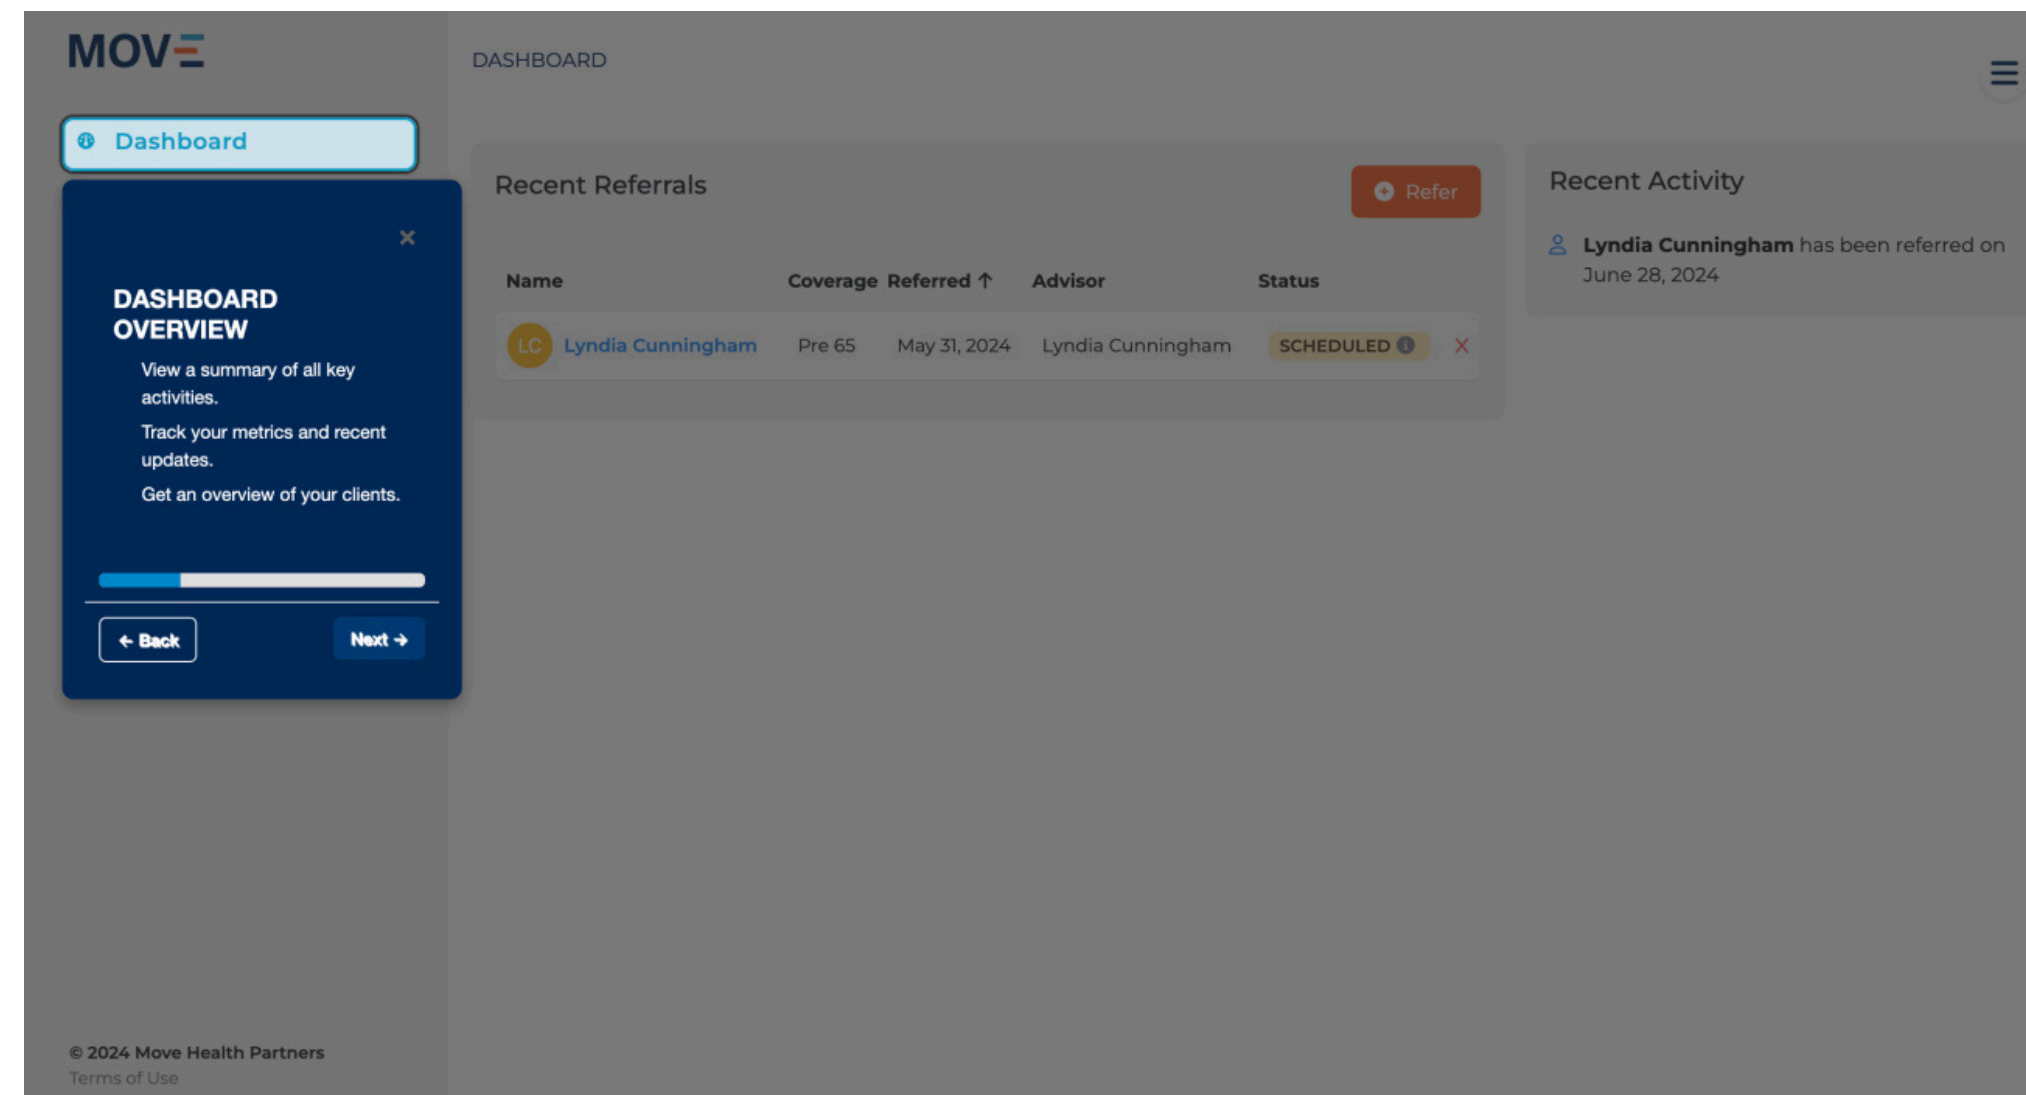 MOVE
DASHBOARD
Dashboard
DASHBOARD
OVERVIEW
View a summary of all key
activities.
Track your metrics and recent
updates.
Get an overview of your clients.
← Back
Next →
Recent Referrals
Refer
Name Coverage Referred ↑ Advisor Status
LC Lyndia Cunningham Pre 65 May 31, 2024 Lyndia Cunningham SCHEDULED
Recent Activity
Lyndia Cunningham has been referred on
June 28, 2024
© 2024 Move Health Partners
Terms of Use